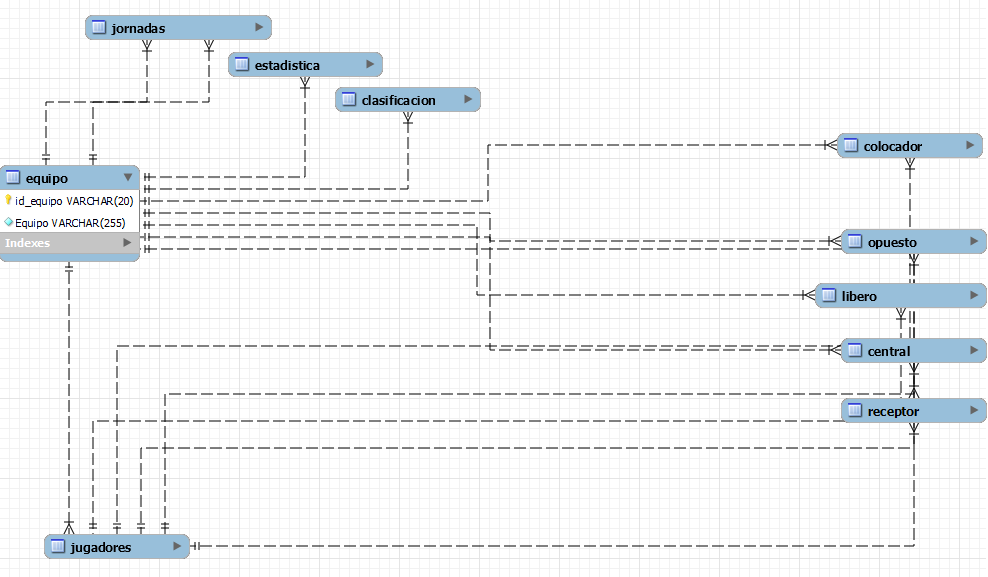 jornadas
estadistica
clasificacion
colocador
equipo
id_equipo VARCHAR(20)
Equipo VARCHAR(255)
Indexes
opuesto
libero
central
receptor
jugadores